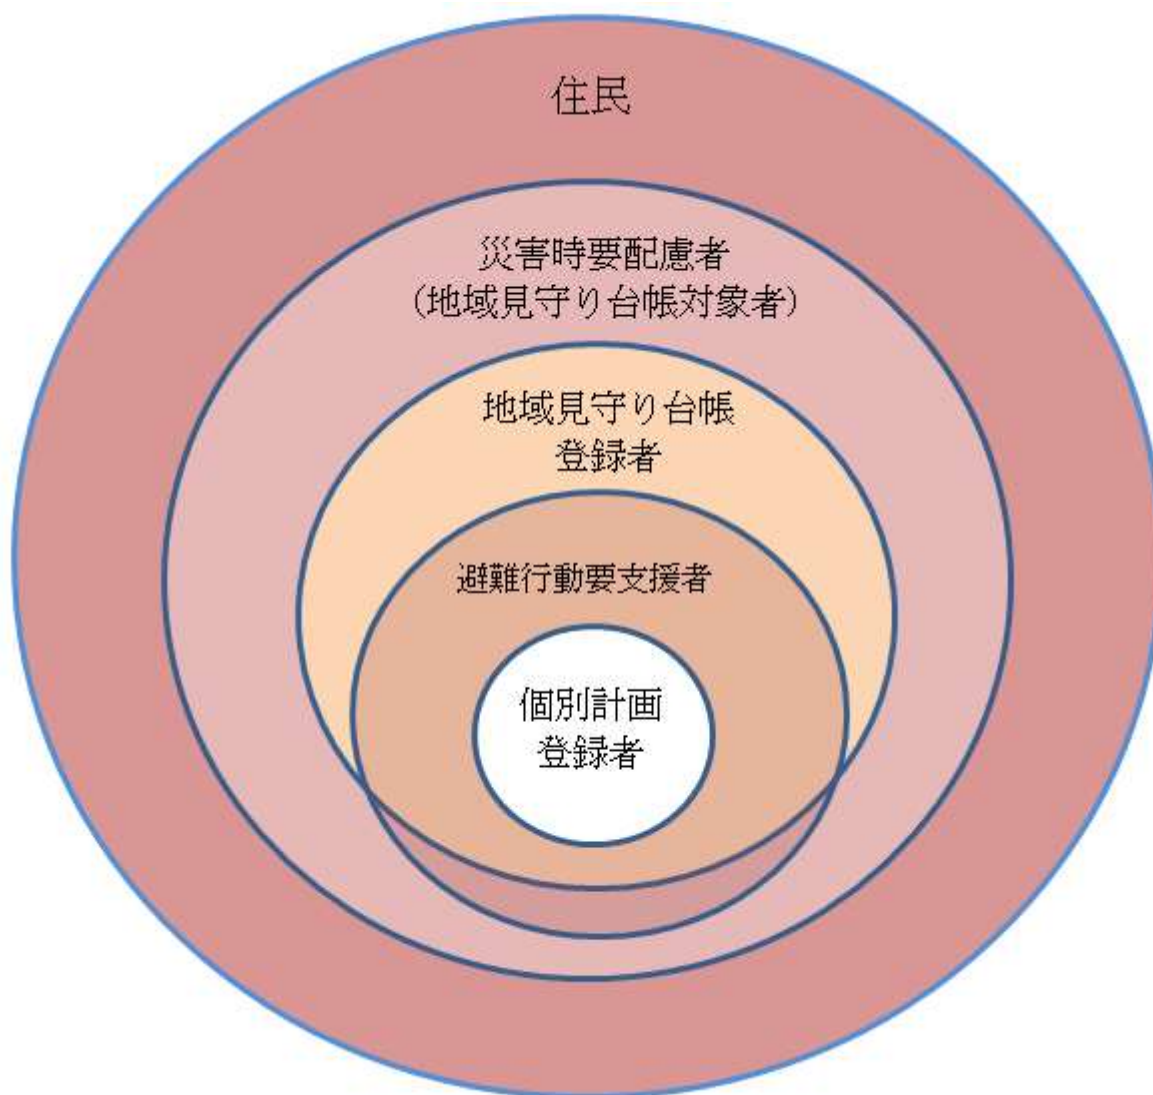 住民
災害時要配慮者
（地域見守り台帳対象者）
地域見守り台帳
登録者
避難行動要支援者
個別計画
登録者